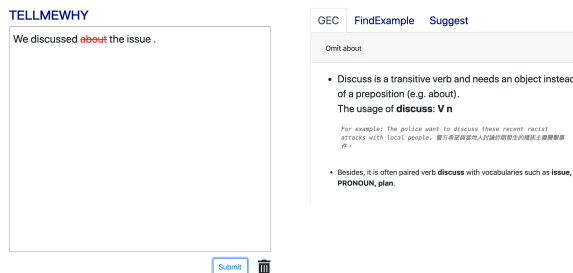 TELLMEWHY
We discussed about the issue .
Submit
GEC FindExample Suggest
Omit about
• Discuss is a transitive verb and needs an object instead
of a preposition (e.g. about).
The usage of discuss: V n
For example: The police want to discuss these recent racist
attacks with local people. 警方希望與當地人討論近期發生的種族主義襲擊事
件。
• Besides, it is often paired verb discuss with vocabularies such as issue,
PRONOUN, plan.